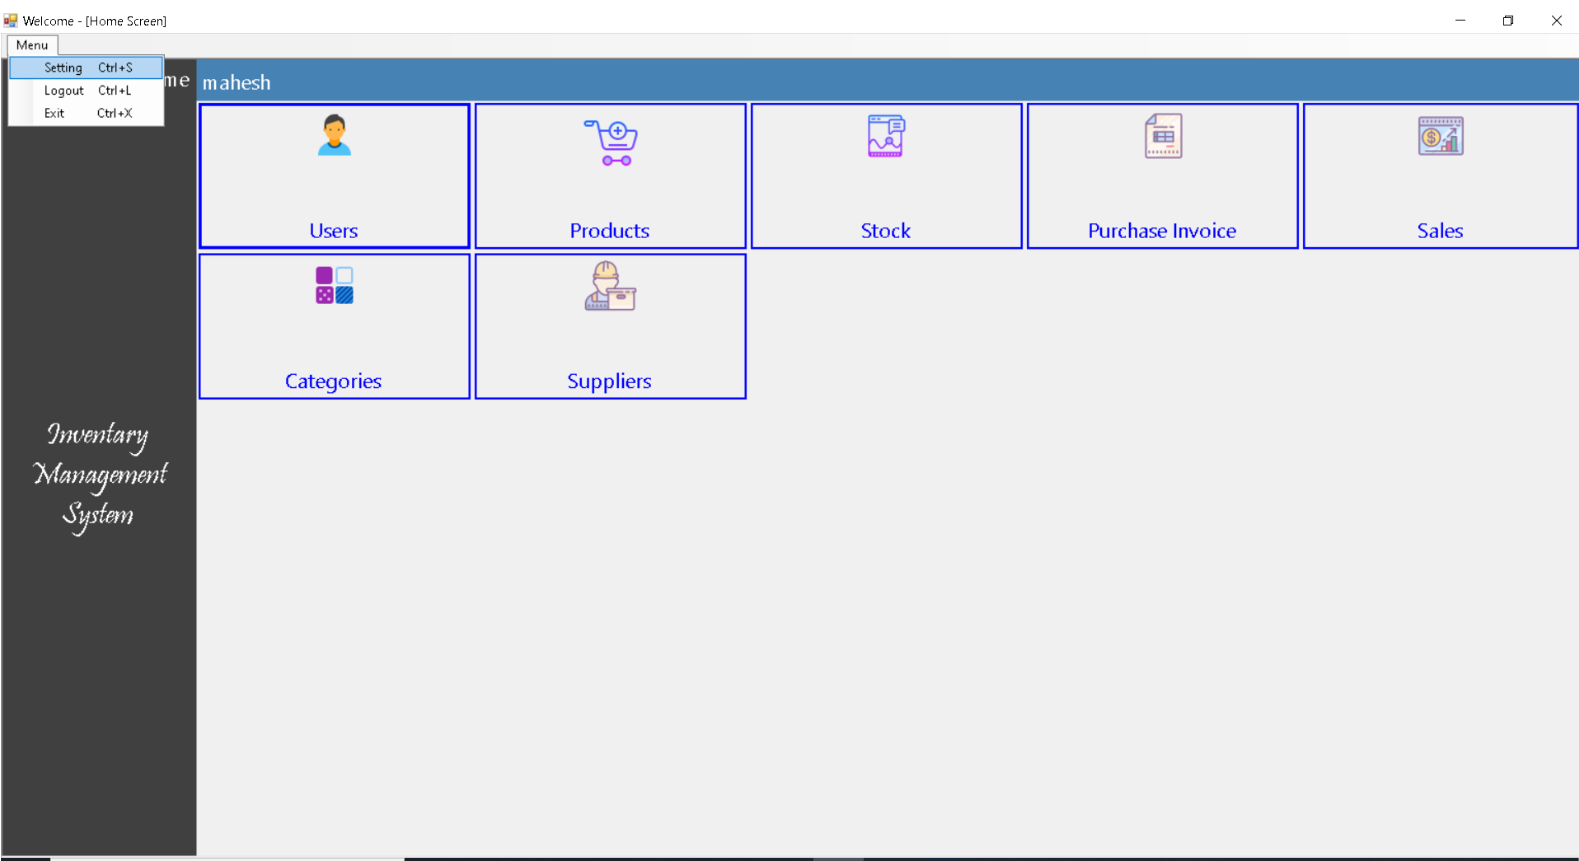 Welcome - [Home Screen]
Menu
Setting Ctrl+S
Logout Ctrl+L
Exit Ctrl+X
me mahesh
Users
Products
Stock
Purchase Invoice
Sales
Categories
Suppliers
Inventary
Management
System